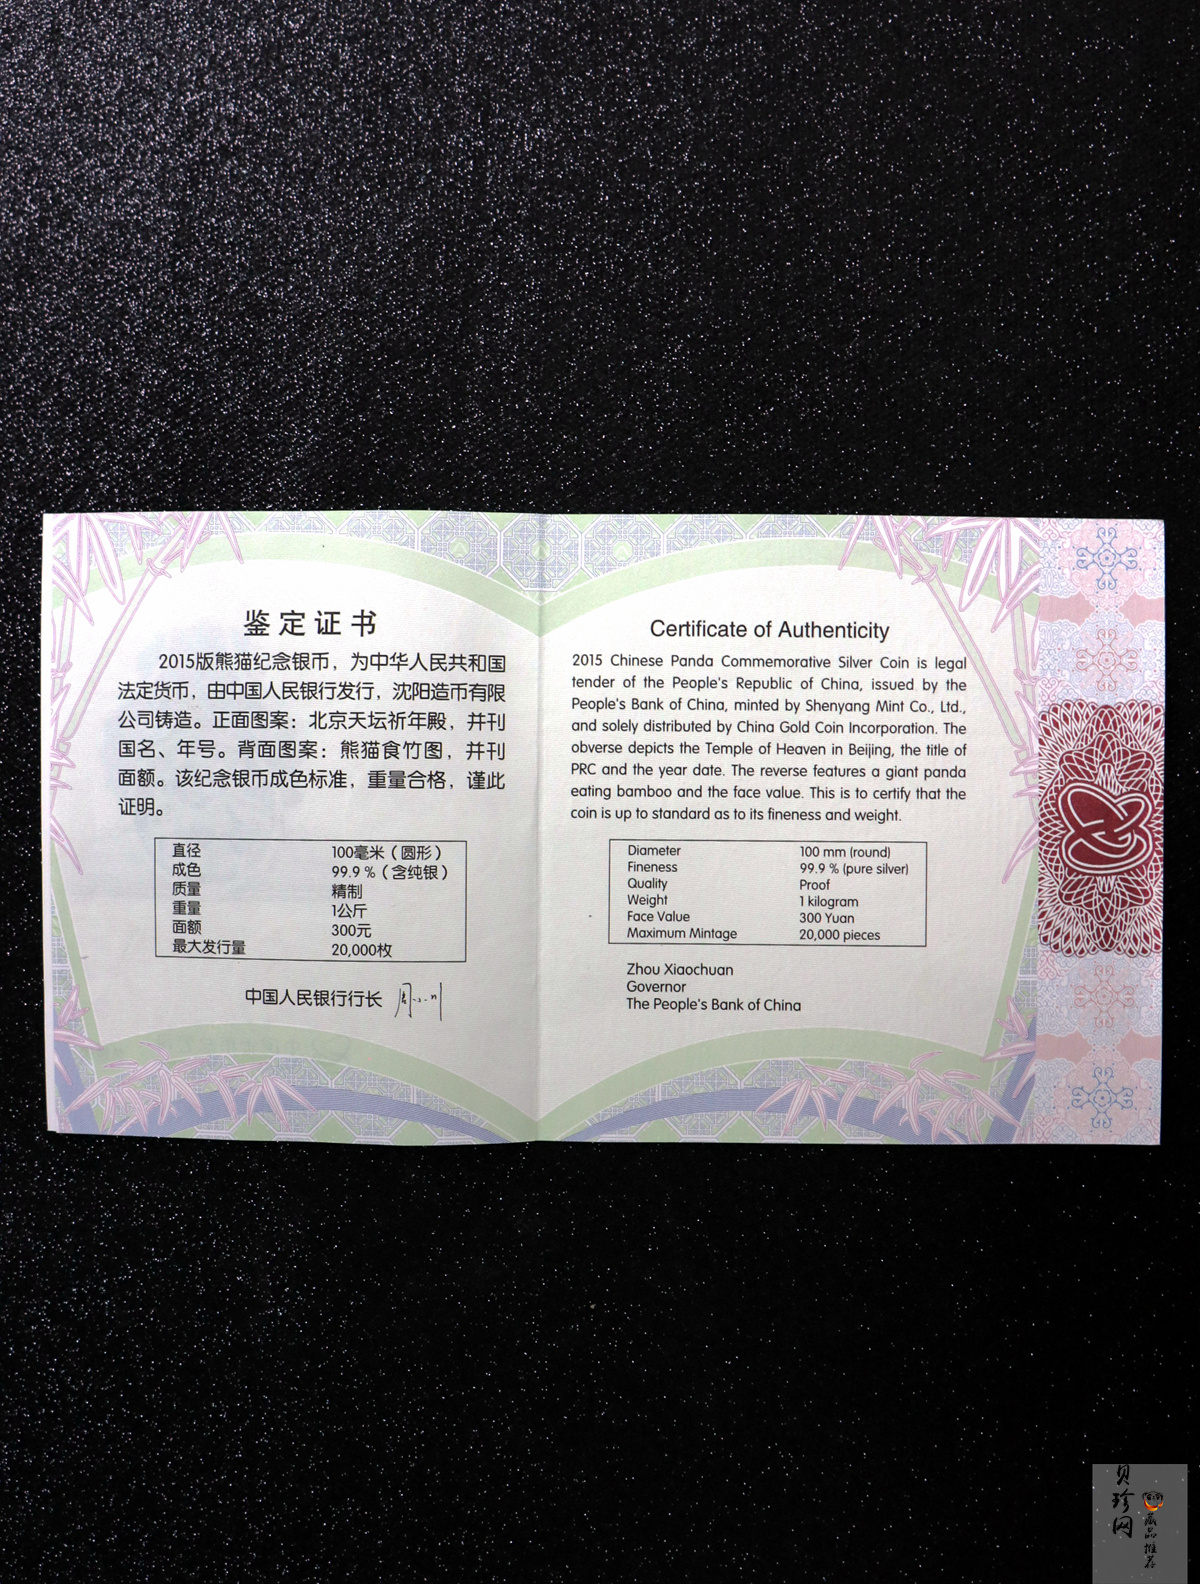 鉴定证书
2015版熊猫纪念银币，为中华人民共和国
法定货币，由中国人民银行发行，沈阳造币有限
公司铸造。正面图案：北京天坛祈年殿，并刊
国名、年号。背面图案：熊猫食竹图，并刊
面额。该纪念银币成色标准，重量合格，谨此
证明。
直径 100毫米（圆形）
成色 99.9 %（含纯银）
质量 精制
重量 1公斤
面额 300元
最大发行量 20,000枚
中国人民银行行长
Certificate of Authenticity
2015 Chinese Panda Commemorative Silver Coin is legal
tender of the People's Republic of China, issued by the
People's Bank of China, minted by Shenyang Mint Co., Ltd.,
and solely distributed by China Gold Coin Incorporation. The
obverse depicts the Temple of Heaven in Beijing, the title of
PRC and the year date. The reverse features a giant panda
eating bamboo and the face value. This is to certify that the
coin is up to standard as to its fineness and weight.
Diameter 100 mm (round)
Fineness 99.9 % (pure silver)
Quality Proof
Weight 1 kilogram
Face Value 300 Yuan
Maximum Mintage 20,000 pieces
Zhou Xiaochuan
Governor
The People's Bank of China
贝珍网
藏品推荐